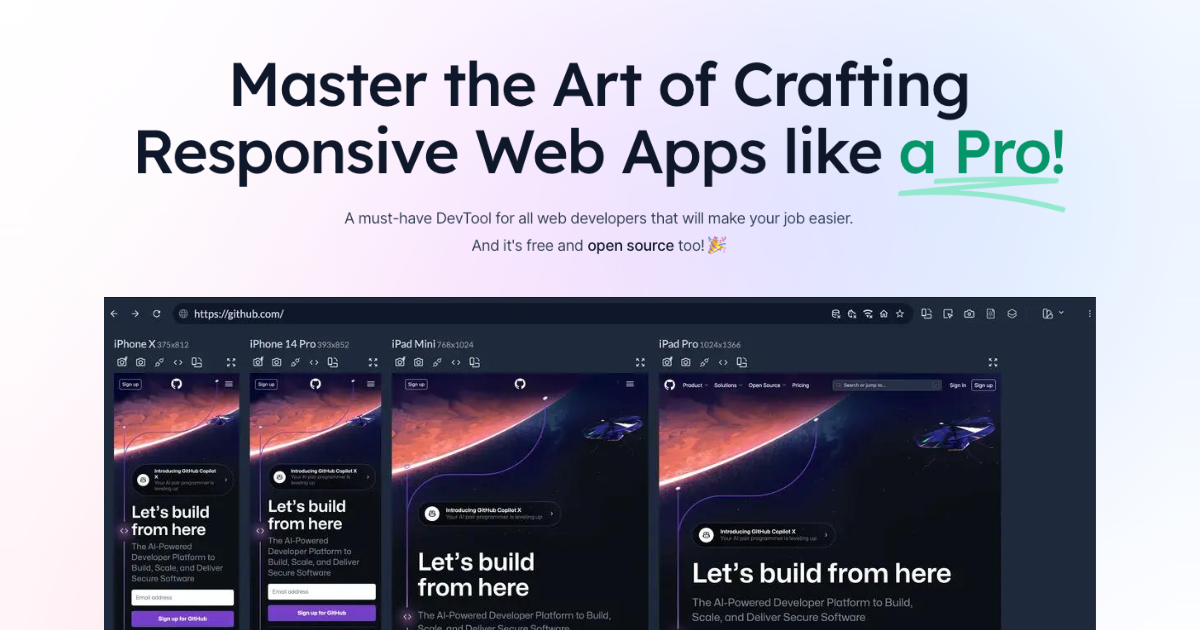 Master the Art of Crafting
Responsive Web Apps like a Pro!
A must-have DevTool for all web developers that will make your job easier.
And it's free and open source too! 🎉
https://github.com/
iPhone X 375x812
iPhone 14 Pro 393x852
iPad Mini 768x1024
iPad Pro 1024x1366
Sign up
Introducing GitHub Copilot
X
Your AI pair programmer is
leveling up
Let's build
from here
The AI-Powered
Developer Platform to
Build, Scale, and Deliver
Secure Software
Email address
Sign up for GitHub
Sign up
Introducing GitHub Copilot X
Your AI pair programmer is
leveling up
Let's build
from here
The AI-Powered
Developer Platform to
Build, Scale, and Deliver
Secure Software
Email address
Sign up for GitHub
Sign up
Introducing GitHub Copilot X
Your AI pair programmer is leveling up
Let's build
from here
The AI-Powered Developer Platform to Build,
Scale, and Deliver Secure Software
Product Solutions Open Source Pricing Search or jump to... Sign in Sign up
Introducing GitHub Copilot X
Your AI pair programmer is leveling up
Let's build from here
The AI-Powered Developer Platform to Build,
Scale, and Deliver Secure Software